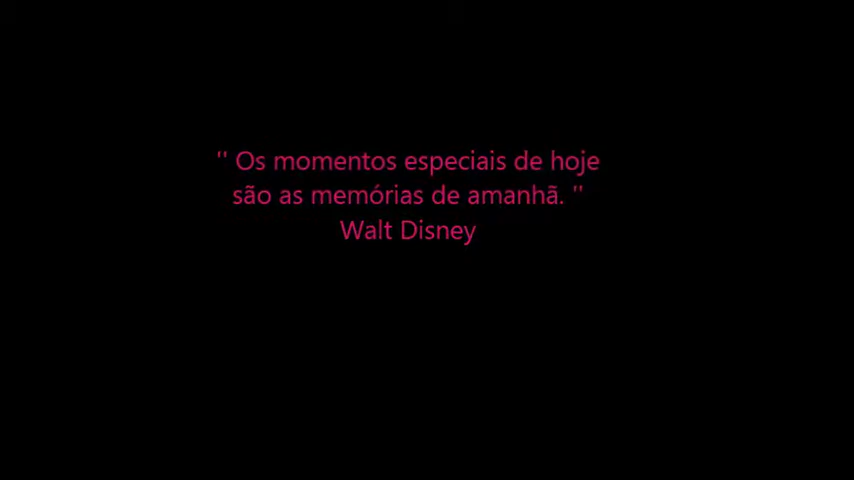 '' Os momentos especiais de hoje
são as memórias de amanhã. ''
Walt Disney